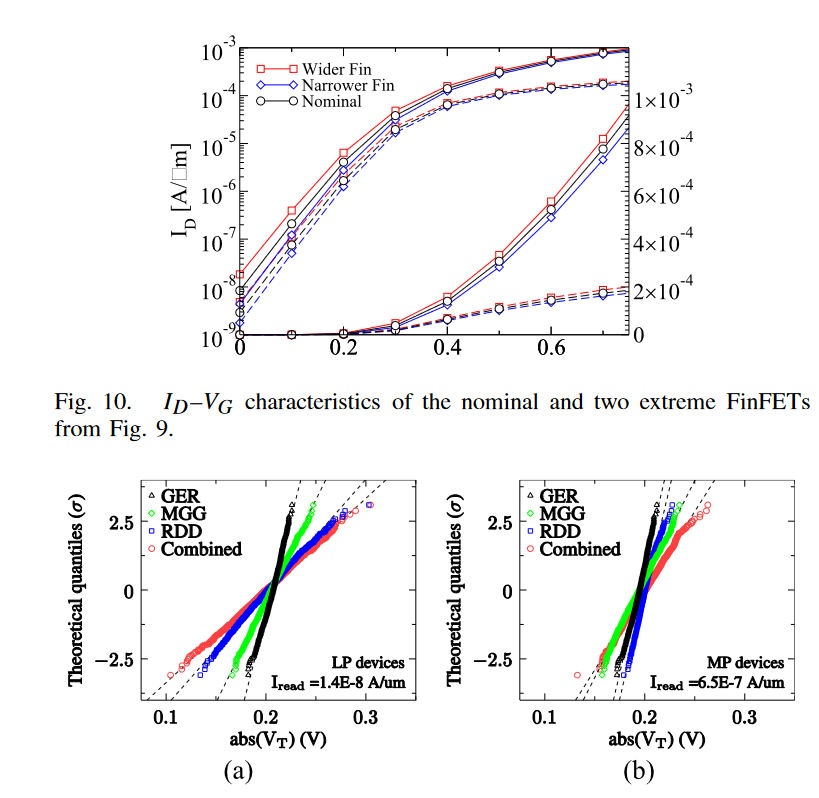 10⁻³
10⁻⁴
10⁻⁵
10⁻⁶
10⁻⁷
10⁻⁸
10⁻⁹
I_D [A/□m]
Wider Fin
Narrower Fin
Nominal
1×10⁻³
8×10⁻⁴
6×10⁻⁴
4×10⁻⁴
2×10⁻⁴
0
0 0.2 0.4 0.6
Fig. 10. I_D–V_G characteristics of the nominal and two extreme FinFETs
from Fig. 9.
Theoretical quantiles (σ)
2.5
0
−2.5
GER
MGG
RDD
Combined
LP devices
I_read =1.4E-8 A/um
0.1 0.2 0.3
abs(V_T) (V)
(a)
Theoretical quantiles (σ)
2.5
0
−2.5
GER
MGG
RDD
Combined
MP devices
I_read =6.5E-7 A/um
0.1 0.2 0.3
abs(V_T) (V)
(b)